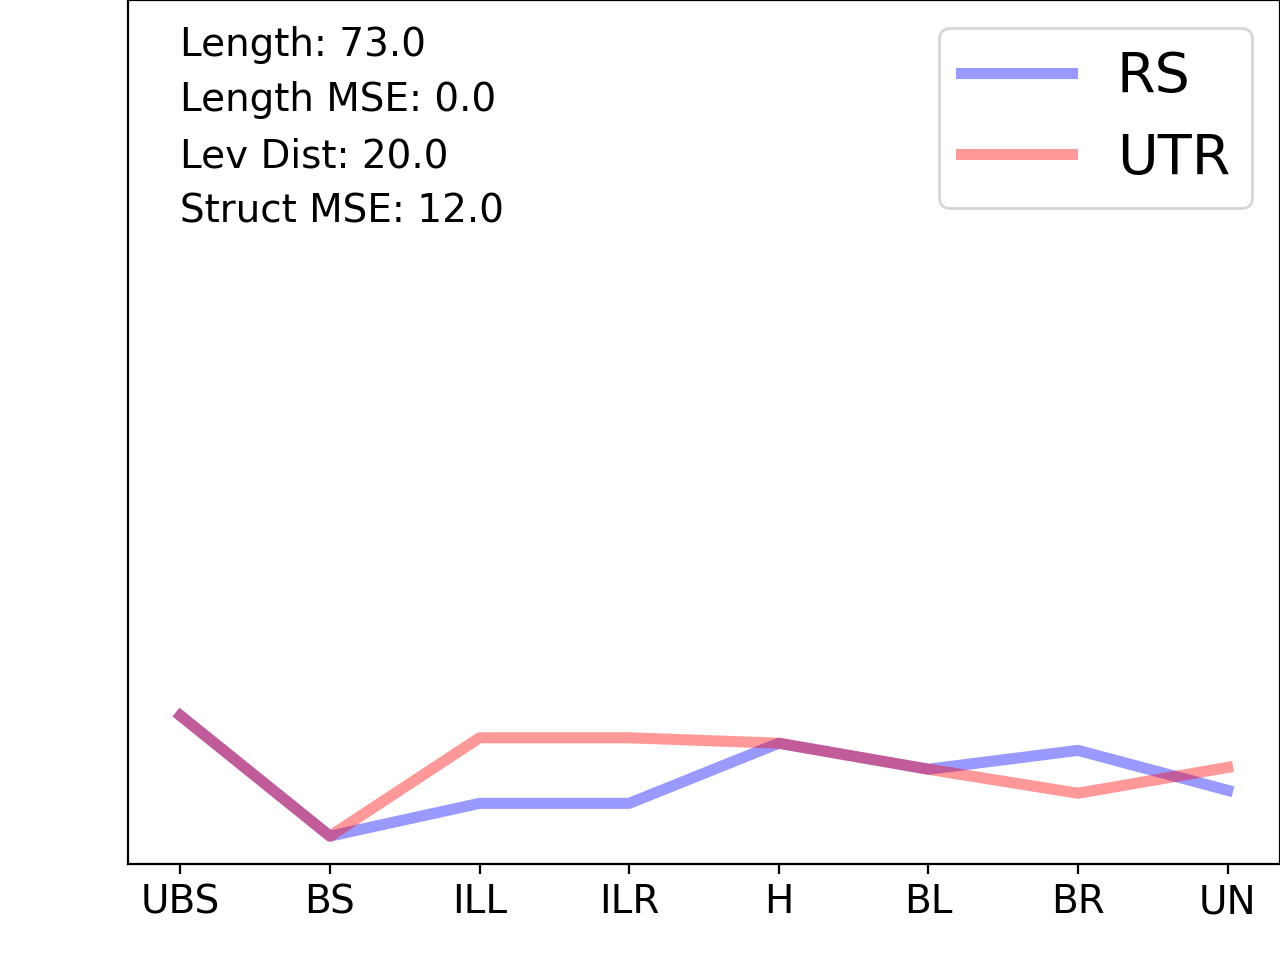 Length: 73.0
Length MSE: 0.0
Lev Dist: 20.0
Struct MSE: 12.0
RS
UTR
UBS BS ILL ILR H BL BR UN